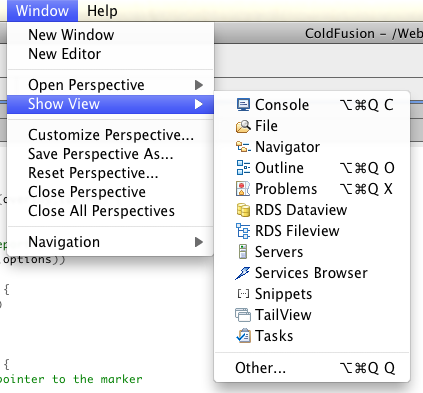 Window Help
ColdFusion - /Web
New Window
New Editor
Open Perspective
Show View
Customize Perspective...
Save Perspective As...
Reset Perspective...
Close Perspective
Close All Perspectives
Navigation
Console ⌥⌘Q C
File
Navigator
Outline ⌥⌘Q O
Problems ⌥⌘Q X
RDS Dataview
RDS Fileview
Servers
Services Browser
Snippets
TailView
Tasks
Other... ⌥⌘Q Q
options))
{
{
pointer to the marker